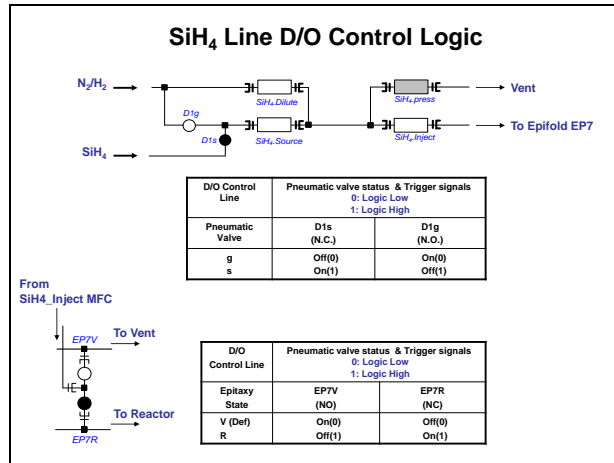 SiH4 Line D/O Control Logic
N2/H2
SiH4.Dilute
SiH4.press
Vent
D1g
D1s
SiH4.Source
SiH4.Inject
To Epifold EP7
SiH4
D/O Control Line
Pneumatic valve status & Trigger signals
0: Logic Low
1: Logic High
Pneumatic Valve
D1s (N.C.)
D1g (N.O.)
g Off(0) On(0)
s On(1) Off(1)
From
SiH4_Inject MFC
To Vent
EP7V
To Reactor
EP7R
D/O Control Line
Pneumatic valve status & Trigger signals
0: Logic Low
1: Logic High
Epitaxy State
EP7V (NO)
EP7R (NC)
V (Def) On(0) Off(0)
R Off(1) On(1)